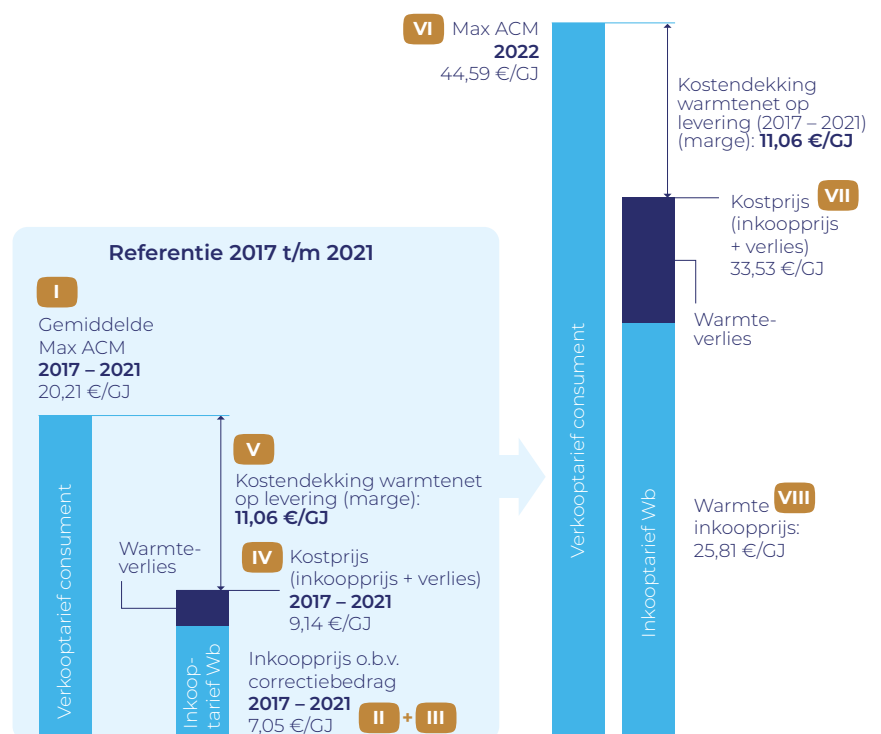 VI Max ACM
2022
44,59 €/GJ
Kostendekking
warmtenet op
levering (2017 – 2021)
(marge): 11,06 €/GJ
Kostprijs VII
(inkoopprijs
+ verlies)
33,53 €/GJ
Warmte-
verlies
Warmte VIII
inkoopprijs:
25,81 €/GJ
Verkooptarief consument
Inkooptarief Wb
Referentie 2017 t/m 2021
I
Gemiddelde
Max ACM
2017 – 2021
20,21 €/GJ
V
Kostendekking warmtenet
op levering (marge):
11,06 €/GJ
Warmte-
verlies
IV Kostprijs
(inkoopprijs + verlies)
2017 – 2021
9,14 €/GJ
Inkoopprijs o.b.v.
correctiebedrag
2017 – 2021
7,05 €/GJ II + III
Verkooptarief consument
Inkoop-
tarief Wb